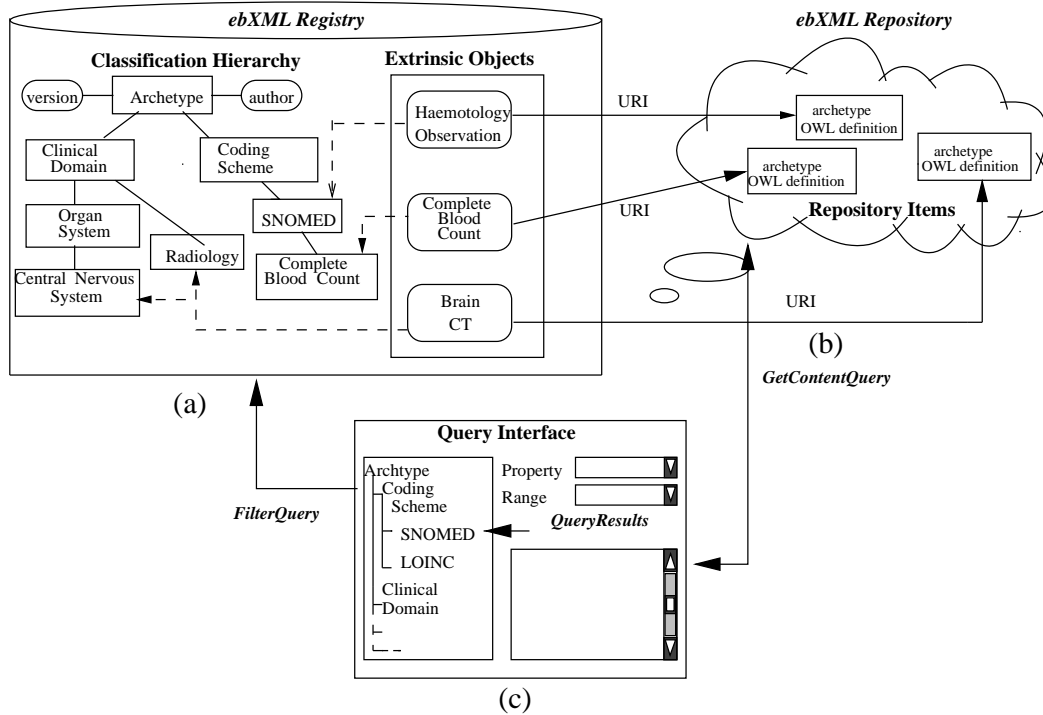 ebXML Registry
ebXML Repository
Classification Hierarchy
Extrinsic Objects
version
Archetype
author
Clinical
Domain
Coding
Scheme
Organ
System
SNOMED
Radiology
Central Nervous
System
Complete
Blood Count
Haemotology
Observation
Complete
Blood
Count
Brain
CT
URI
URI
URI
archetype
OWL definition
archetype
OWL definition
archetype
OWL definition
Repository Items
(a)
(b)
GetContentQuery
FilterQuery
Query Interface
Archtype
Coding
Scheme
SNOMED
LOINC
Clinical
Domain
Property
Range
QueryResults
(c)